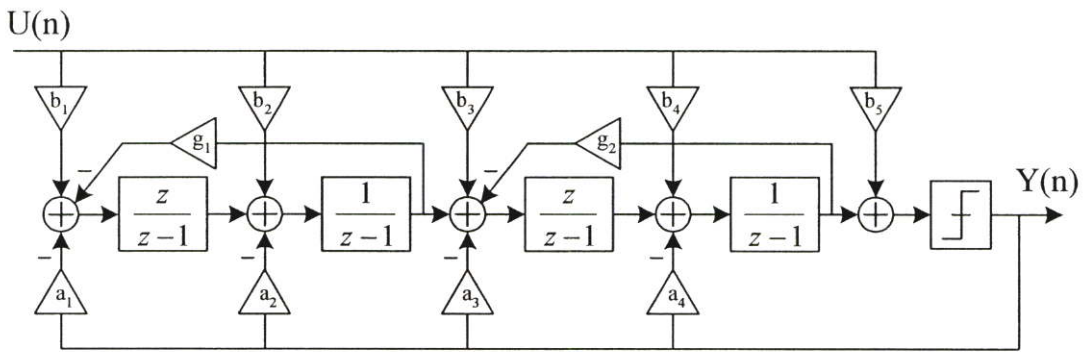 U(n)
b1 b2 b3 b4 b5
g1 g2
− −
z z − 1 1 z − 1 z z − 1 1 z − 1
Y(n)
− − − −
a1 a2 a3 a4